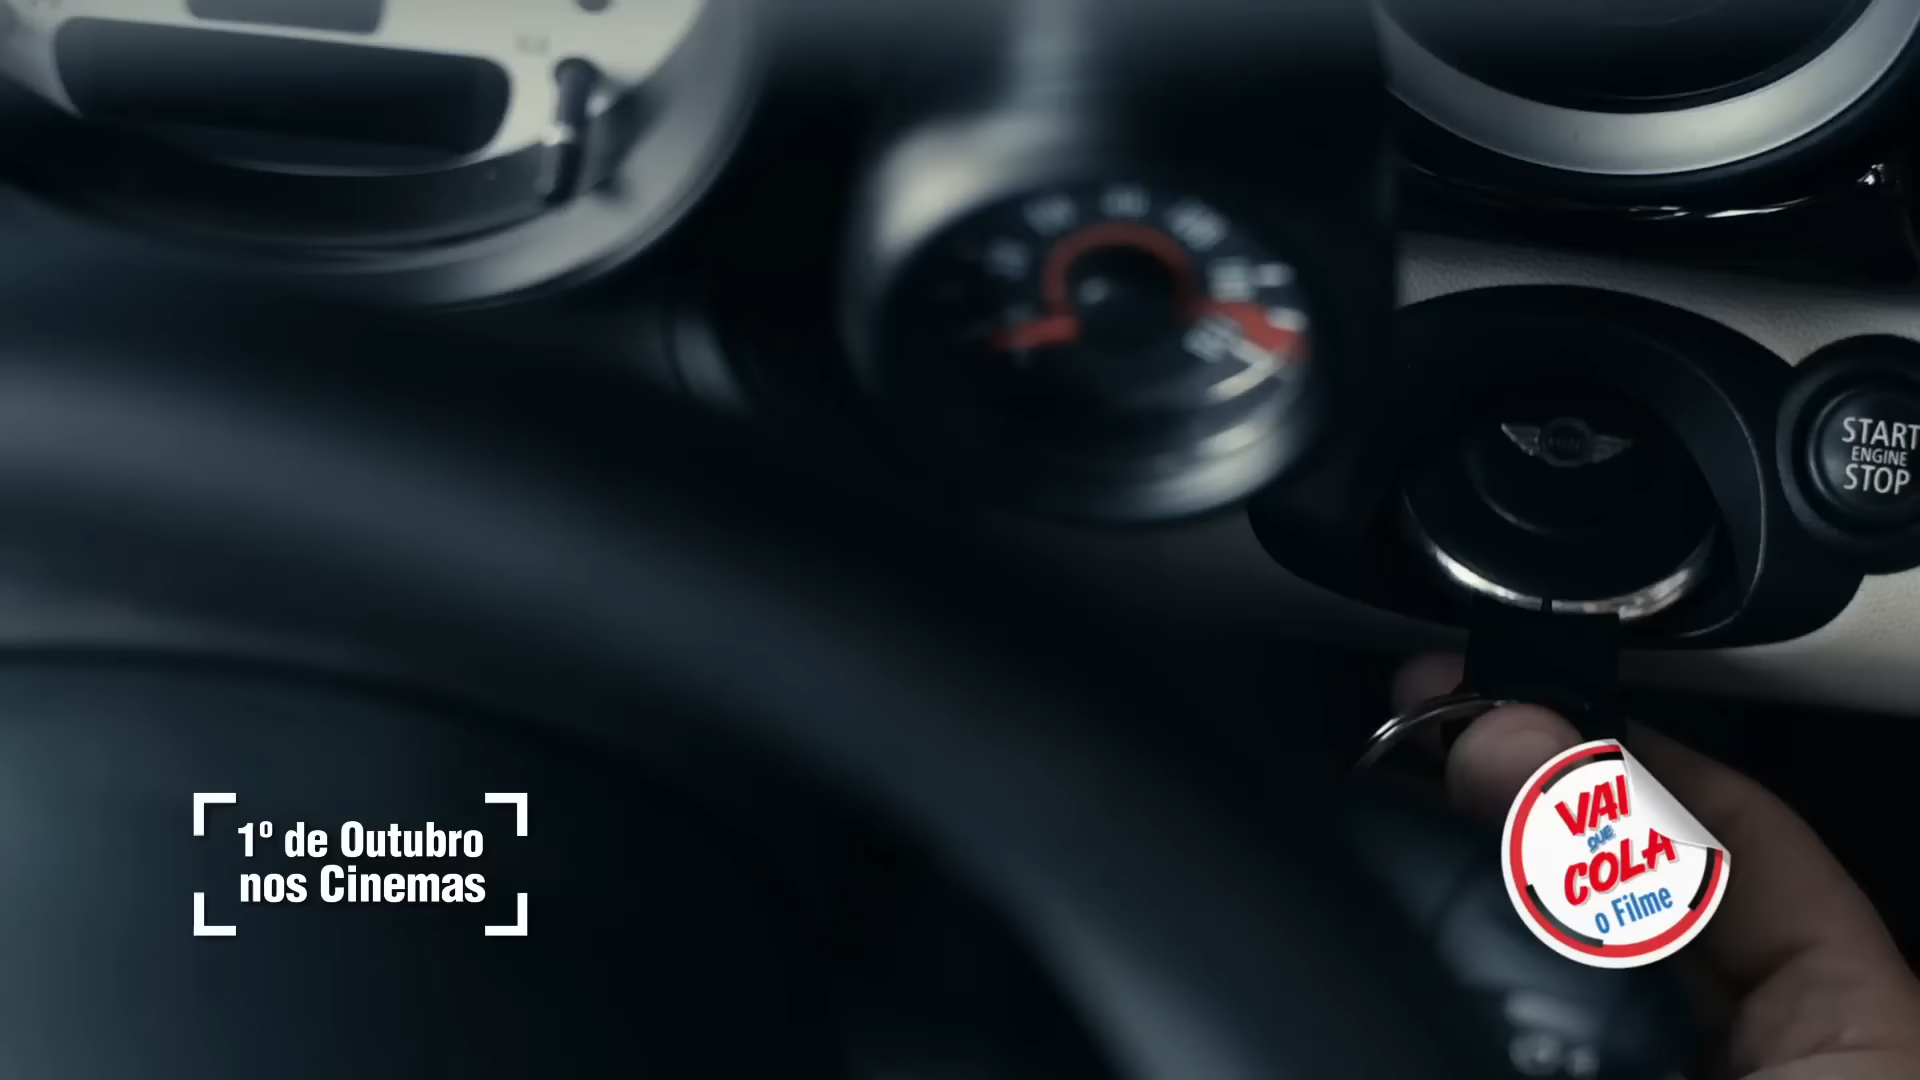 START
ENGINE
STOP
1º de Outubro
nos Cinemas
VAI
QUE
COLA
o Filme